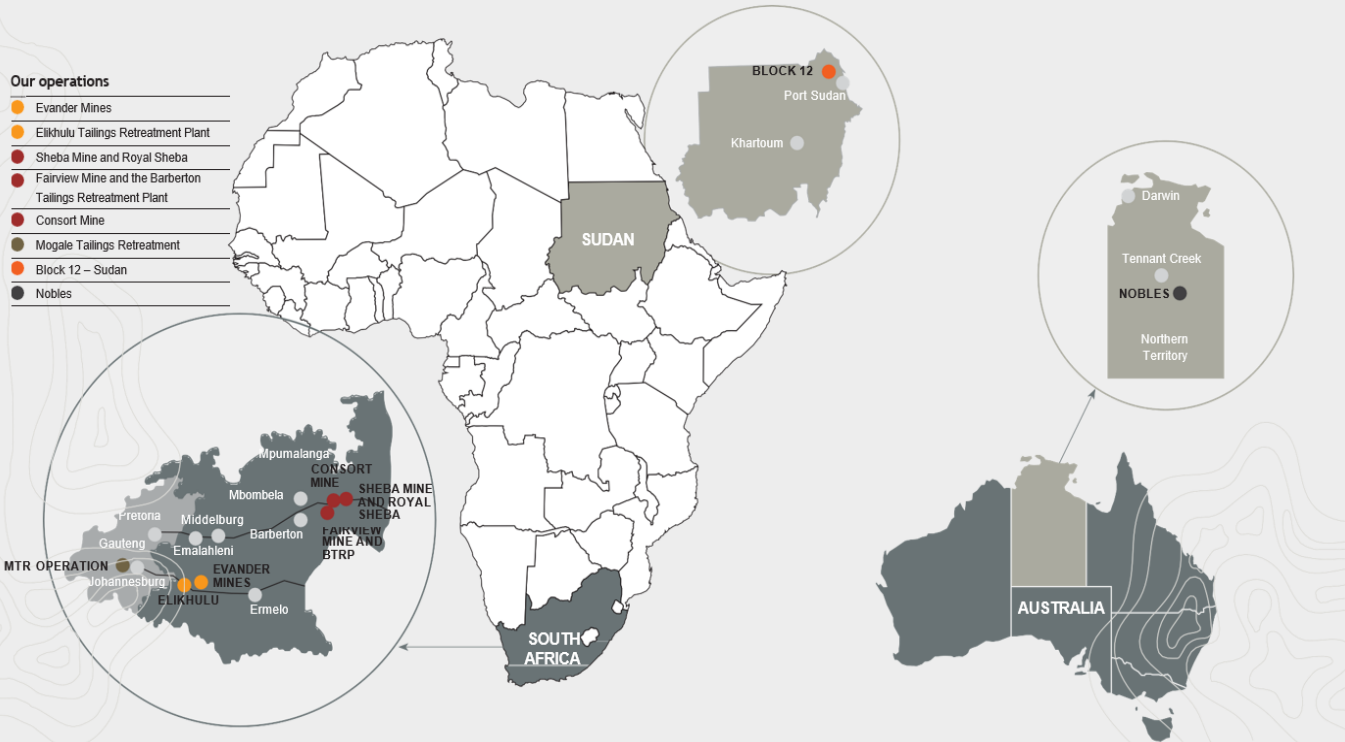 Our operations
Evander Mines
Elikhulu Tailings Retreatment Plant
Sheba Mine and Royal Sheba
Fairview Mine and the Barberton
Tailings Retreatment Plant
Consort Mine
Mogale Tailings Retreatment
Block 12 – Sudan
Nobles
BLOCK 12
Port Sudan
Khartoum
SUDAN
Darwin
Tennant Creek
NOBLES
Northern
Territory
Mpumalanga
CONSORT
MINE
Mbombela
SHEBA MINE
AND ROYAL
SHEBA
Pretoria
Middelburg
Barberton
FAIRVIEW
MINE AND
BTRP
Gauteng
Emalahleni
MTR OPERATION
Johannesburg
EVANDER
MINES
ELIKHULU
Ermelo
SOUTH
AFRICA
AUSTRALIA